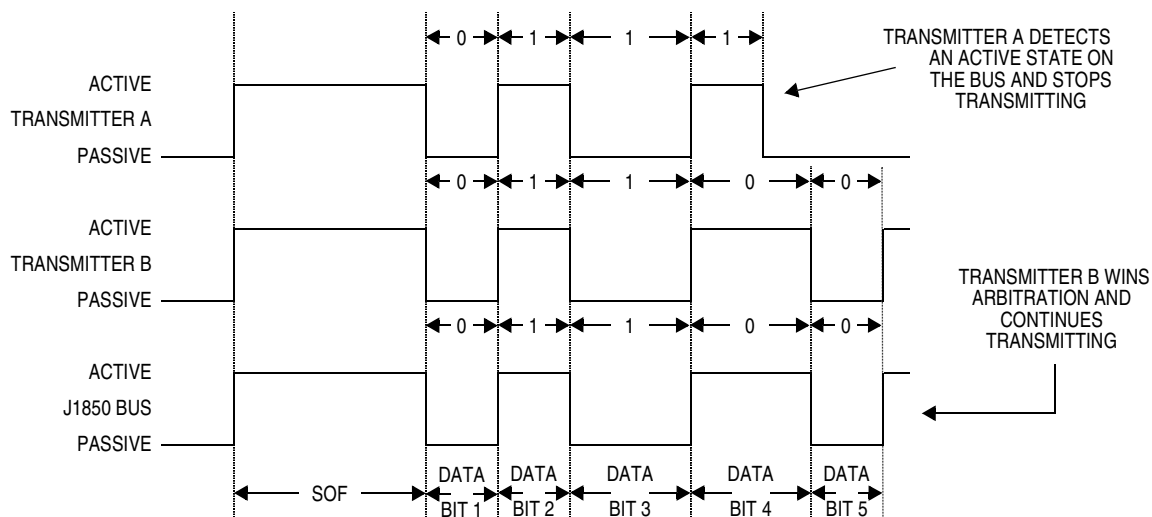 0 1 1 1
TRANSMITTER A DETECTS
AN ACTIVE STATE ON
THE BUS AND STOPS
TRANSMITTING
ACTIVE
TRANSMITTER A
PASSIVE
0 1 1 0 0
ACTIVE
TRANSMITTER B
PASSIVE
TRANSMITTER B WINS
ARBITRATION AND
CONTINUES
TRANSMITTING
0 1 1 0 0
ACTIVE
J1850 BUS
PASSIVE
SOF
DATA
BIT 1
DATA
BIT 2
DATA
BIT 3
DATA
BIT 4
DATA
BIT 5